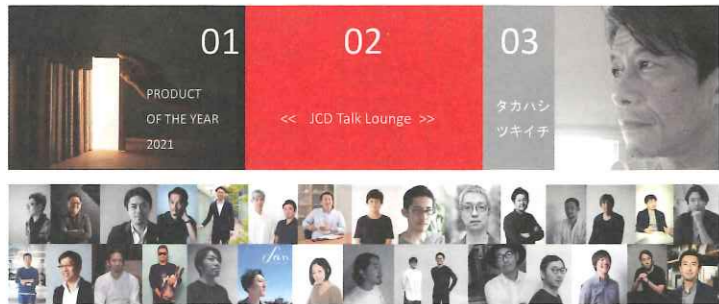 01
PRODUCT
OF THE YEAR
2021
02
<< JCD Talk Lounge >>
03
タカハシ
ツキイチ